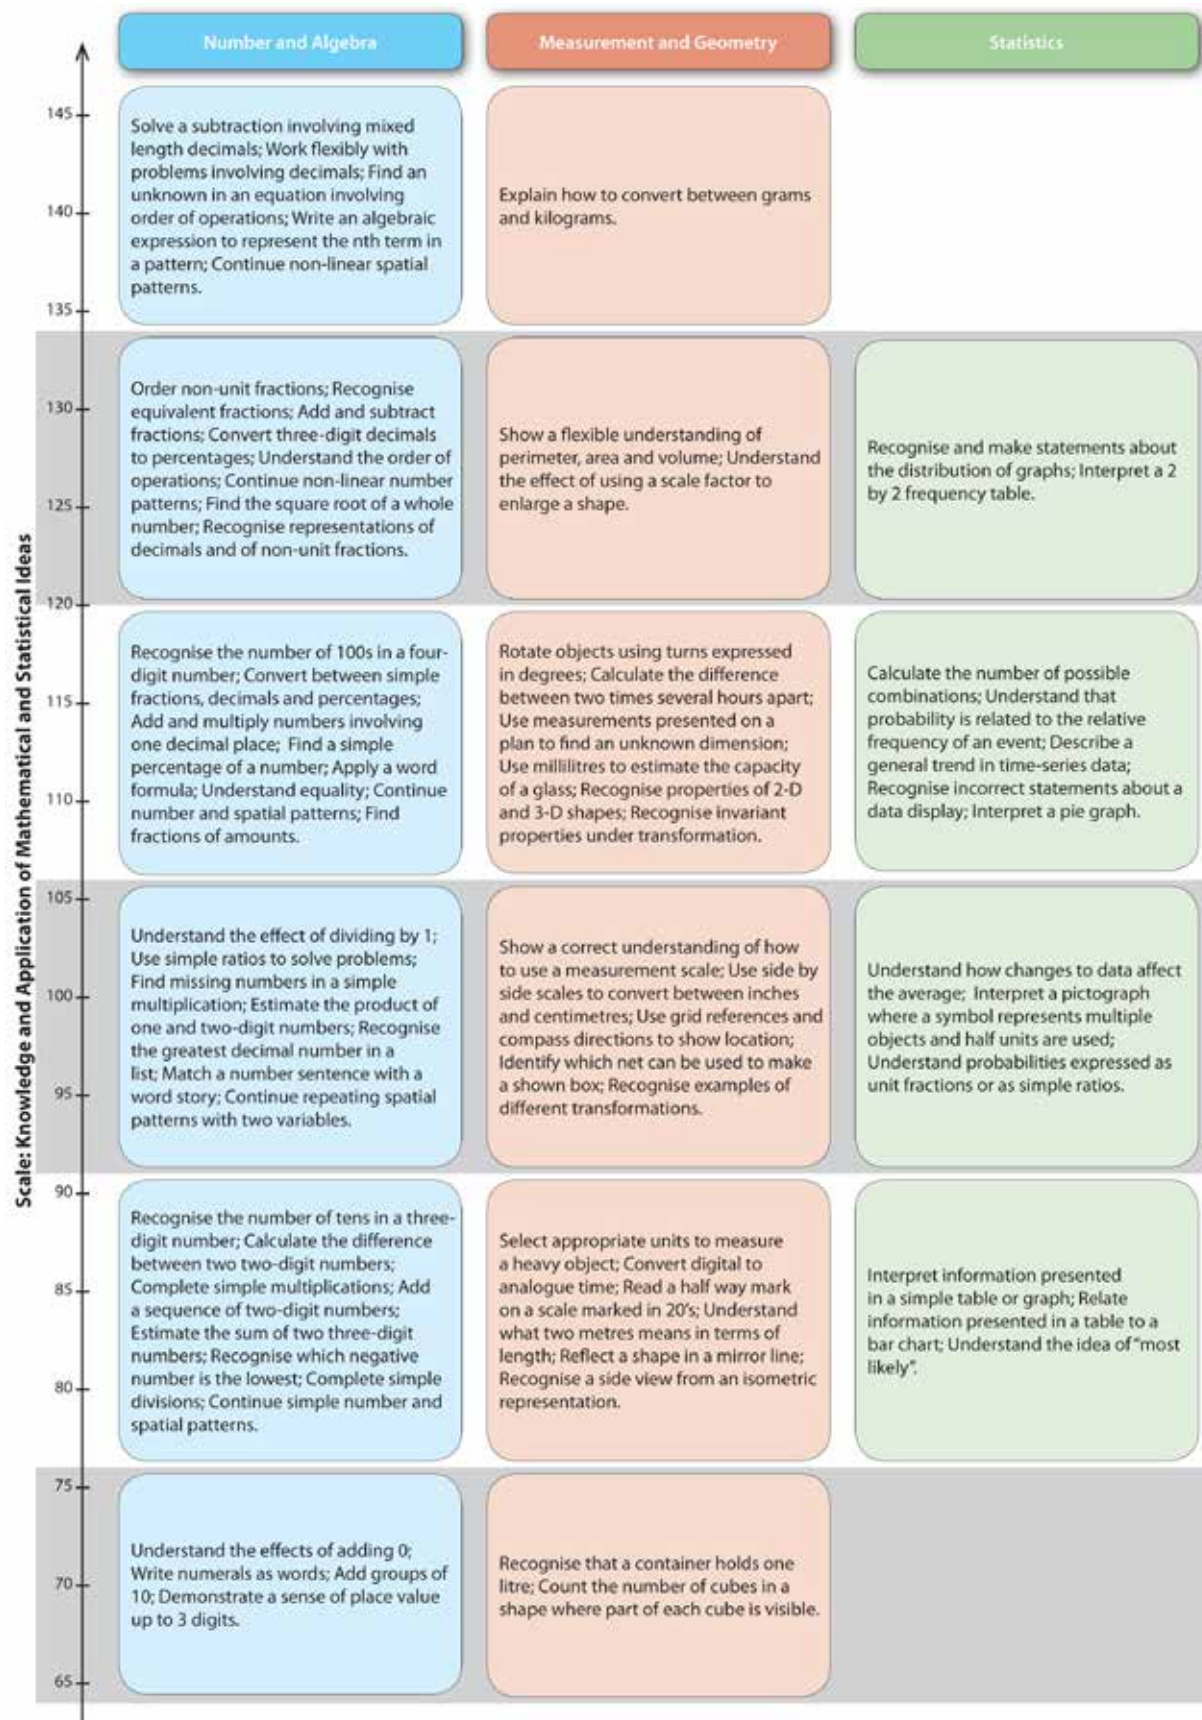 Number and Algebra
Measurement and Geometry
Statistics
Scale: Knowledge and Application of Mathematical and Statistical Ideas
145
140
135
Solve a subtraction involving mixed
length decimals; Work flexibly with
problems involving decimals; Find an
unknown in an equation involving
order of operations; Write an algebraic
expression to represent the nth term in
a pattern; Continue non-linear spatial
patterns.
Explain how to convert between grams
and kilograms.
130
125
120
Order non-unit fractions; Recognise
equivalent fractions; Add and subtract
fractions; Convert three-digit decimals
to percentages; Understand the order of
operations; Continue non-linear number
patterns; Find the square root of a whole
number; Recognise representations of
decimals and of non-unit fractions.
Show a flexible understanding of
perimeter, area and volume; Understand
the effect of using a scale factor to
enlarge a shape.
Recognise and make statements about
the distribution of graphs; Interpret a 2
by 2 frequency table.
115
110
Recognise the number of 100s in a four-
digit number; Convert between simple
fractions, decimals and percentages;
Add and multiply numbers involving
one decimal place; Find a simple
percentage of a number; Apply a word
formula; Understand equality; Continue
number and spatial patterns; Find
fractions of amounts.
Rotate objects using turns expressed
in degrees; Calculate the difference
between two times several hours apart;
Use measurements presented on a
plan to find an unknown dimension;
Use millilitres to estimate the capacity
of a glass; Recognise properties of 2-D
and 3-D shapes; Recognise invariant
properties under transformation.
Calculate the number of possible
combinations; Understand that
probability is related to the relative
frequency of an event; Describe a
general trend in time-series data;
Recognise incorrect statements about a
data display; Interpret a pie graph.
105
100
95
Understand the effect of dividing by 1;
Use simple ratios to solve problems;
Find missing numbers in a simple
multiplication; Estimate the product of
one and two-digit numbers; Recognise
the greatest decimal number in a
list; Match a number sentence with a
word story; Continue repeating spatial
patterns with two variables.
Show a correct understanding of how
to use a measurement scale; Use side by
side scales to convert between inches
and centimetres; Use grid references and
compass directions to show location;
Identify which net can be used to make
a shown box; Recognise examples of
different transformations.
Understand how changes to data affect
the average; Interpret a pictograph
where a symbol represents multiple
objects and half units are used;
Understand probabilities expressed as
unit fractions or as simple ratios.
90
85
80
Recognise the number of tens in a three-
digit number; Calculate the difference
between two two-digit numbers;
Complete simple multiplications; Add
a sequence of two-digit numbers;
Estimate the sum of two three-digit
numbers; Recognise which negative
number is the lowest; Complete simple
divisions; Continue simple number and
spatial patterns.
Select appropriate units to measure
a heavy object; Convert digital to
analogue time; Read a half way mark
on a scale marked in 20's; Understand
what two metres means in terms of
length; Reflect a shape in a mirror line;
Recognise a side view from an isometric
representation.
Interpret information presented
in a simple table or graph; Relate
information presented in a table to a
bar chart; Understand the idea of "most
likely".
75
70
65
Understand the effects of adding 0;
Write numerals as words; Add groups of
10; Demonstrate a sense of place value
up to 3 digits.
Recognise that a container holds one
litre; Count the number of cubes in a
shape where part of each cube is visible.